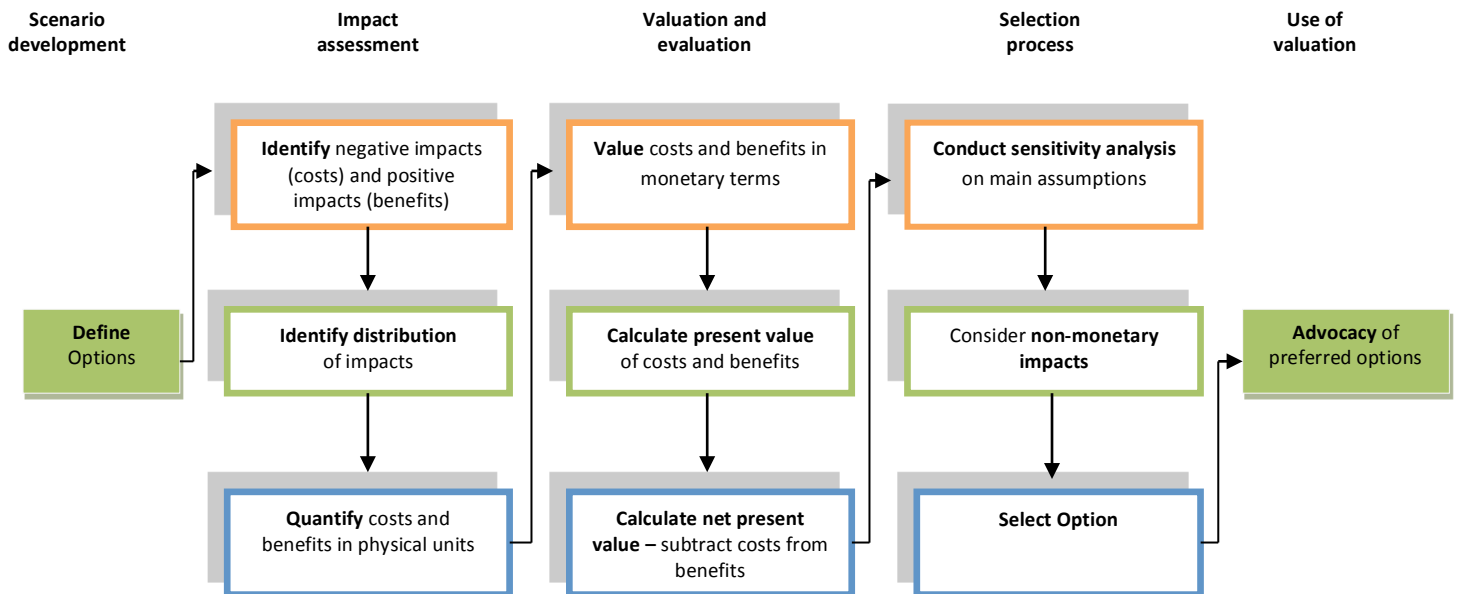 Scenario
development
Impact
assessment
Valuation and
evaluation
Selection
process
Use of
valuation
Define
Options
Identify negative impacts
(costs) and positive
impacts (benefits)
Identify distribution
of impacts
Quantify costs and
benefits in physical units
Value costs and benefits in
monetary terms
Calculate present value
of costs and benefits
Calculate net present
value – subtract costs from
benefits
Conduct sensitivity analysis
on main assumptions
Consider non-monetary
impacts
Select Option
Advocacy of
preferred options